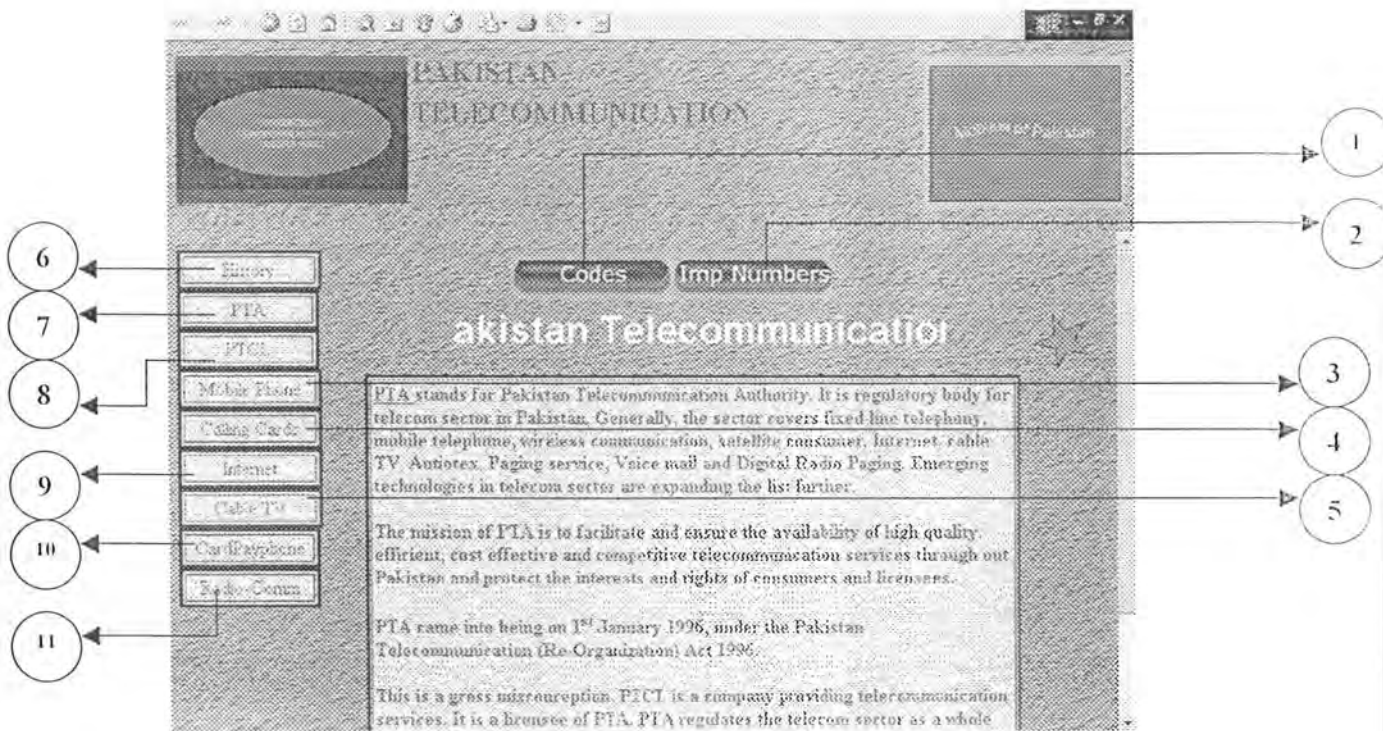 PAKISTAN
TELECOMMUNICATION
of Pakistan
1
2
Codes
Imp Numbers
akistan Telecommunication
6
History
7
PTA
8
PTCL
Mobile Phone
3
Calling Cards
4
9
Internet
Cable TV
5
10
CardPayphone
11
Radio-Comm
PTA stands for Pakistan Telecommunication Authority. It is regulatory body for
telecom sector in Pakistan. Generally, the sector covers fixed line telephony,
mobile telephone, wireless communication, satellite consumer, Internet, cable
TV, Autotex, Paging service, Voice mail and Digital Radio Paging. Emerging
technologies in telecom sector are expanding the list further.
The mission of PTA is to facilitate and ensure the availability of high quality,
efficient, cost effective and competitive telecommunication services through out
Pakistan and protect the interests and rights of consumers and licensees.
PTA came into being on 1st January 1996, under the Pakistan
Telecommunication (Re-Organization) Act 1996.
This is a gross misconception. PTCL is a company providing telecommunication
services. It is a licensee of PTA. PTA regulates the telecom sector as a whole